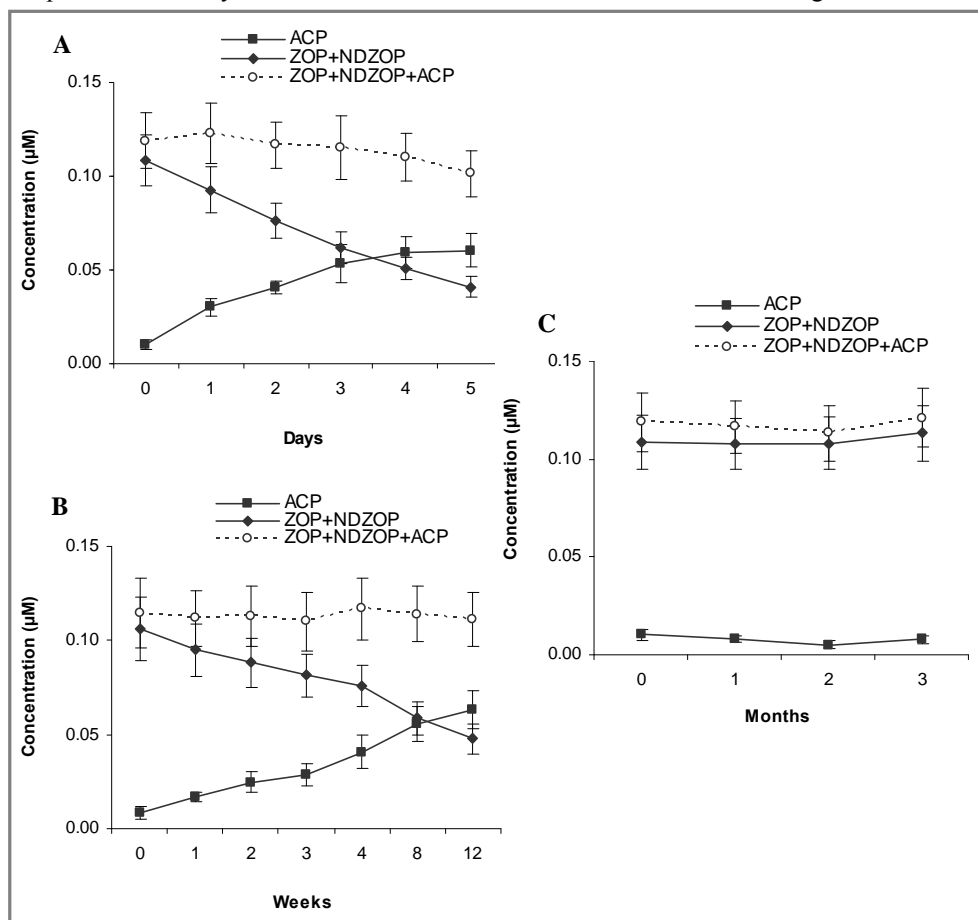 A
ACP
ZOP+NDZOP
ZOP+NDZOP+ACP
Concentration (µM)
0.15
0.10
0.05
0.00
0 1 2 3 4 5
Days
B
ACP
ZOP+NDZOP
ZOP+NDZOP+ACP
Concentration (µM)
0.15
0.10
0.05
0.00
0 1 2 3 4 8 12
Weeks
C
ACP
ZOP+NDZOP
ZOP+NDZOP+ACP
Concentration (µM)
0.15
0.10
0.05
0.00
0 1 2 3
Months